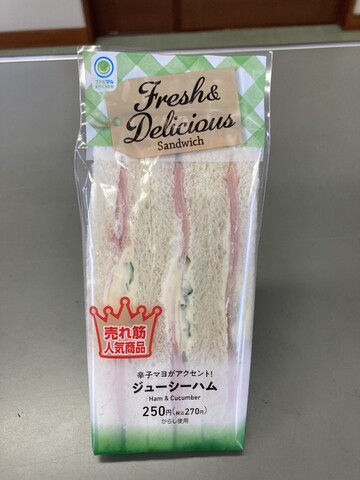 ファミマル
KITCHEN
Fresh&
Delicious
Sandwich
売れ筋
人気商品
辛子マヨがアクセント!
ジューシーハム
Ham & Cucumber
250円(税込270円)
からし使用